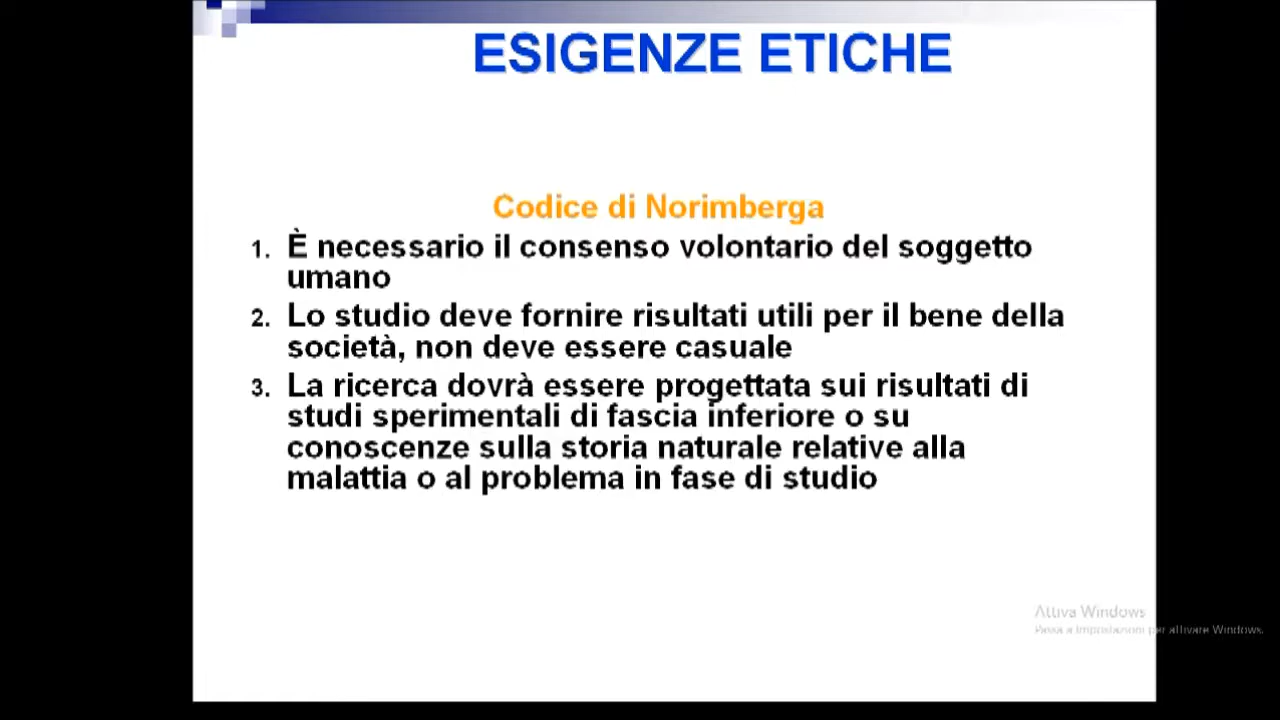 ESIGENZE ETICHE
Codice di Norimberga
1. È necessario il consenso volontario del soggetto
umano
2. Lo studio deve fornire risultati utili per il bene della
società, non deve essere casuale
3. La ricerca dovrà essere progettata sui risultati di
studi sperimentali di fascia inferiore o su
conoscenze sulla storia naturale relative alla
malattia o al problema in fase di studio
Attiva Windows
Passa a Impostazioni per attivare Windows.